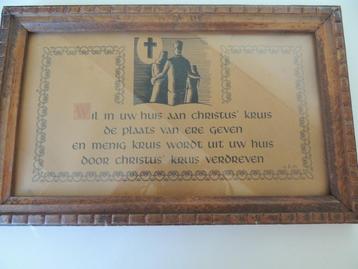 Wil in uw huis aan christus' kruis
de plaats van ere geven
en menig kruis wordt uit uw huis
door christus' kruis verdreven